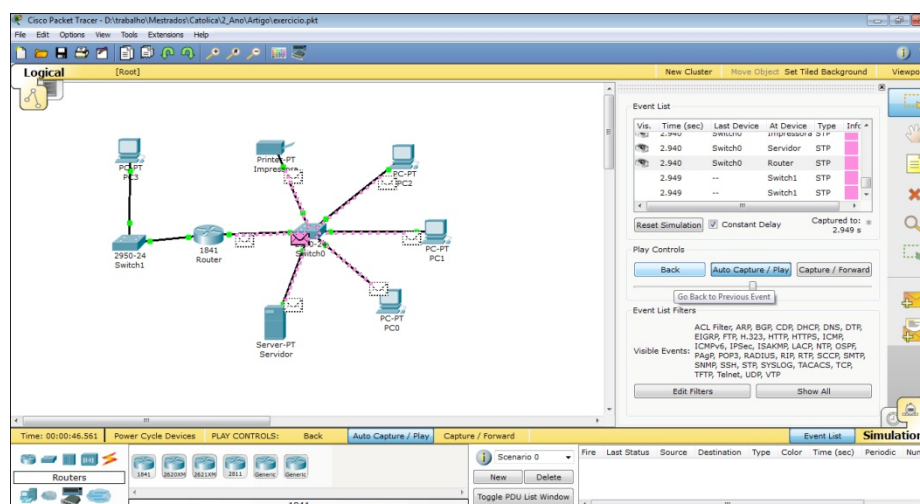 Cisco Packet Tracer - D:\trabalho\Mestrados\Catolica\2_Ano\Artigo\exercicio.pkt
File Edit Options View Tools Extensions Help
Logical [Root] New Cluster Move Object Set Tiled Background Viewpo
Event List
Vis. Time (sec) Last Device At Device Type Info
2.940 Switch0 Impressora STP
2.940 Switch0 Servidor STP
2.940 Switch0 Router STP
2.949 -- Switch1 STP
2.949 -- Switch1 STP
Reset Simulation Constant Delay Captured to: *
2.949 s
Play Controls
Back Auto Capture / Play Capture / Forward
Go Back to Previous Event
Event List Filters
Visible Events: ACL Filter, ARP, BGP, CDP, DHCP, DNS, DTP,
EIGRP, FTP, H.323, HTTP, HTTPS, ICMP,
ICMPv6, IPSec, ISAKMP, LACP, NTP, OSPF,
PAgP, POP3, RADIUS, RIP, RTP, SCCP, SMTP,
SNMP, SSH, STP, SYSLOG, TACACS, TCP,
TFTP, Telnet, UDP, VTP
Edit Filters Show All
PC-PT
PC3
Printer-PT
Impressora
PC-PT
PC2
2950-24
Switch1
1841
Router
Switch0
PC-PT
PC1
PC-PT
PC0
Server-PT
Servidor
Time: 00:00:46.561 Power Cycle Devices PLAY CONTROLS: Back Auto Capture / Play Capture / Forward Event List Simulation
Routers
1841 2620XM 2621XM 2811 Generic Generic
1841
Scenario 0
New Delete
Toggle PDU List Window
Fire Last Status Source Destination Type Color Time (sec) Periodic Num